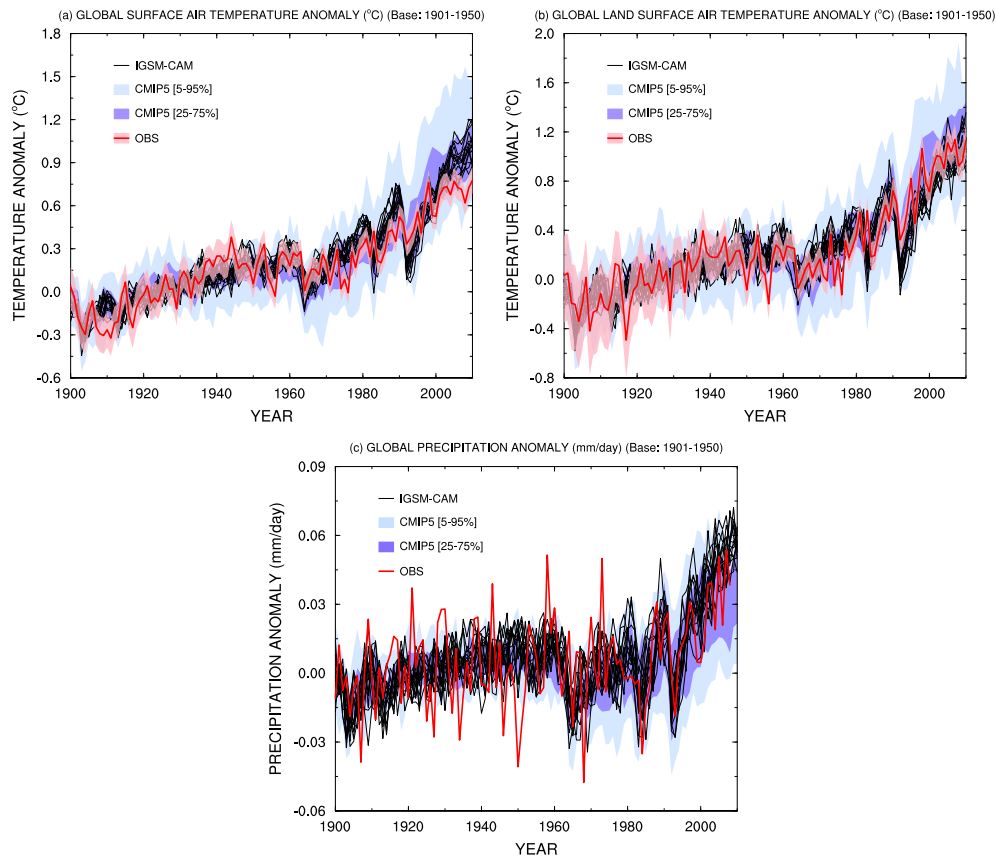 (a) GLOBAL SURFACE AIR TEMPERATURE ANOMALY (°C) (Base: 1901-1950)
TEMPERATURE ANOMALY (°C)
1.8
1.5
1.2
0.9
0.6
0.3
0.0
-0.3
-0.6
IGSM-CAM
CMIP5 [5-95%]
CMIP5 [25-75%]
OBS
1900 1920 1940 1960 1980 2000
YEAR
(b) GLOBAL LAND SURFACE AIR TEMPERATURE ANOMALY (°C) (Base: 1901-1950)
TEMPERATURE ANOMALY (°C)
2.0
1.6
1.2
0.8
0.4
0.0
-0.4
-0.8
IGSM-CAM
CMIP5 [5-95%]
CMIP5 [25-75%]
OBS
1900 1920 1940 1960 1980 2000
YEAR
(c) GLOBAL PRECIPITATION ANOMALY (mm/day) (Base: 1901-1950)
PRECIPITATION ANOMALY (mm/day)
0.09
0.06
0.03
0.00
-0.03
-0.06
IGSM-CAM
CMIP5 [5-95%]
CMIP5 [25-75%]
OBS
1900 1920 1940 1960 1980 2000
YEAR